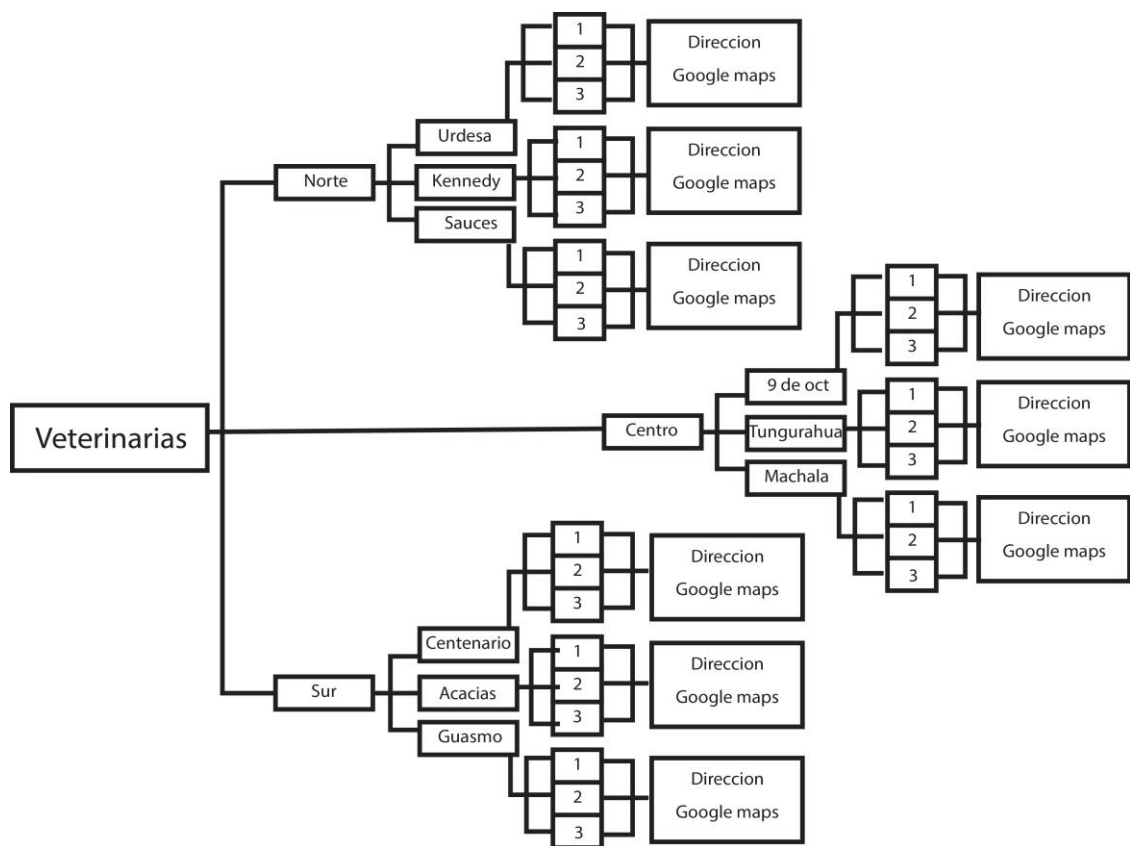 Veterinarias
Norte
Urdesa
1
2
3
Direccion
Google maps
Kennedy
1
2
3
Direccion
Google maps
Sauces
1
2
3
Direccion
Google maps
Centro
9 de oct
1
2
3
Direccion
Google maps
Tungurahua
1
2
3
Direccion
Google maps
Machala
1
2
3
Direccion
Google maps
Sur
Centenario
1
2
3
Direccion
Google maps
Acacias
1
2
3
Direccion
Google maps
Guasmo
1
2
3
Direccion
Google maps